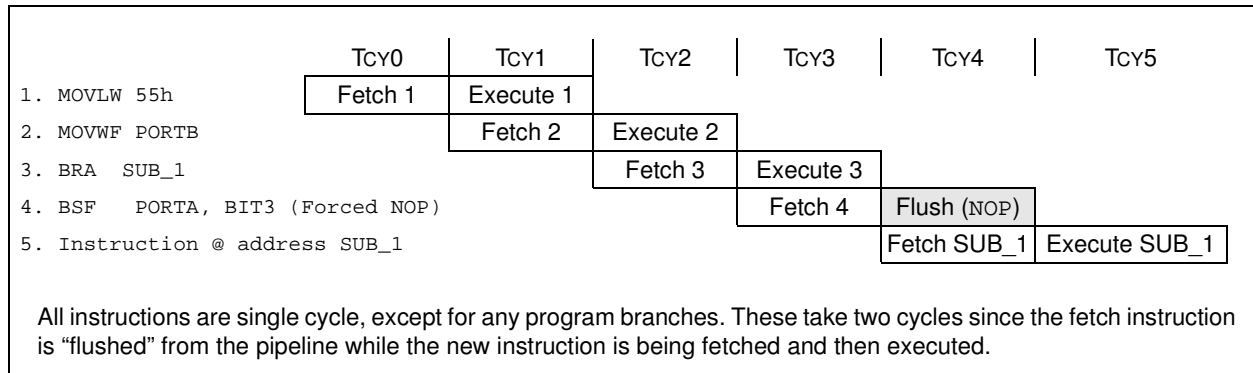 TCY0 TCY1 TCY2 TCY3 TCY4 TCY5
1. MOVLW 55h Fetch 1 Execute 1
2. MOVWF PORTB Fetch 2 Execute 2
3. BRA SUB_1 Fetch 3 Execute 3
4. BSF PORTA, BIT3 (Forced NOP) Fetch 4 Flush (NOP)
5. Instruction @ address SUB_1 Fetch SUB_1 Execute SUB_1
All instructions are single cycle, except for any program branches. These take two cycles since the fetch instruction
is “flushed” from the pipeline while the new instruction is being fetched and then executed.